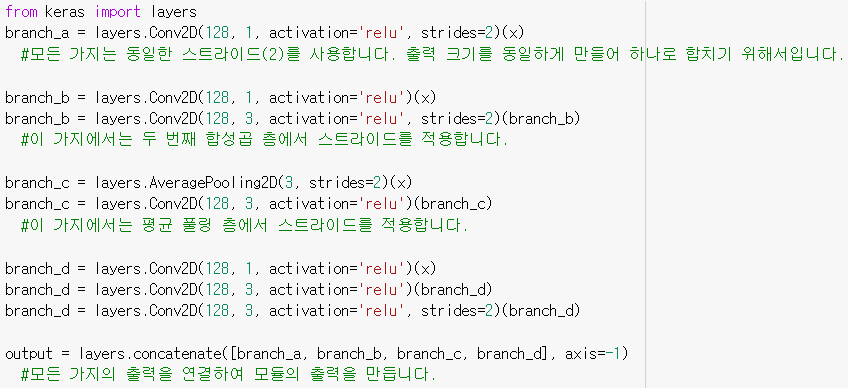 from keras import layers
branch_a = layers.Conv2D(128, 1, activation='relu', strides=2)(x)
#모든 가지는 동일한 스트라이드(2)를 사용합니다. 출력 크기를 동일하게 만들어 하나로 합치기 위해서입니다.
branch_b = layers.Conv2D(128, 1, activation='relu')(x)
branch_b = layers.Conv2D(128, 3, activation='relu', strides=2)(branch_b)
#이 가지에서는 두 번째 합성곱 층에서 스트라이드를 적용합니다.
branch_c = layers.AveragePooling2D(3, strides=2)(x)
branch_c = layers.Conv2D(128, 3, activation='relu')(branch_c)
#이 가지에서는 평균 풀링 층에서 스트라이드를 적용합니다.
branch_d = layers.Conv2D(128, 1, activation='relu')(x)
branch_d = layers.Conv2D(128, 3, activation='relu')(branch_d)
branch_d = layers.Conv2D(128, 3, activation='relu', strides=2)(branch_d)
output = layers.concatenate([branch_a, branch_b, branch_c, branch_d], axis=-1)
#모든 가지의 출력을 연결하여 모듈의 출력을 만듭니다.